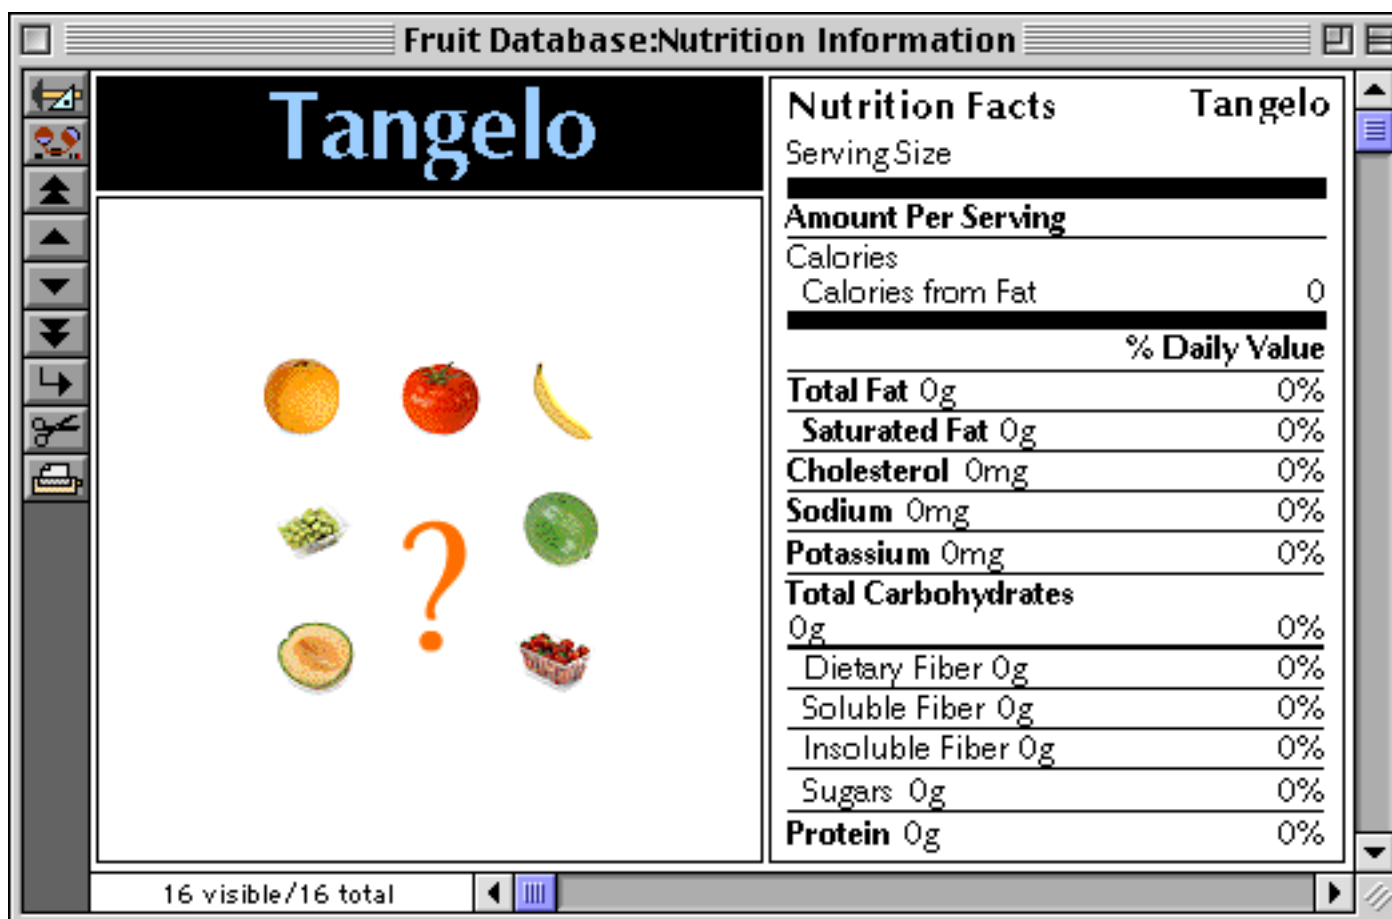 Fruit Database:Nutrition Information
Tangelo
?
Nutrition Facts Tangelo
Serving Size
Amount Per Serving
Calories
Calories from Fat 0
% Daily Value
Total Fat 0g 0%
Saturated Fat 0g 0%
Cholesterol 0mg 0%
Sodium 0mg 0%
Potassium 0mg 0%
Total Carbohydrates
0g 0%
Dietary Fiber 0g 0%
Soluble Fiber 0g 0%
Insoluble Fiber 0g 0%
Sugars 0g 0%
Protein 0g 0%
16 visible/16 total